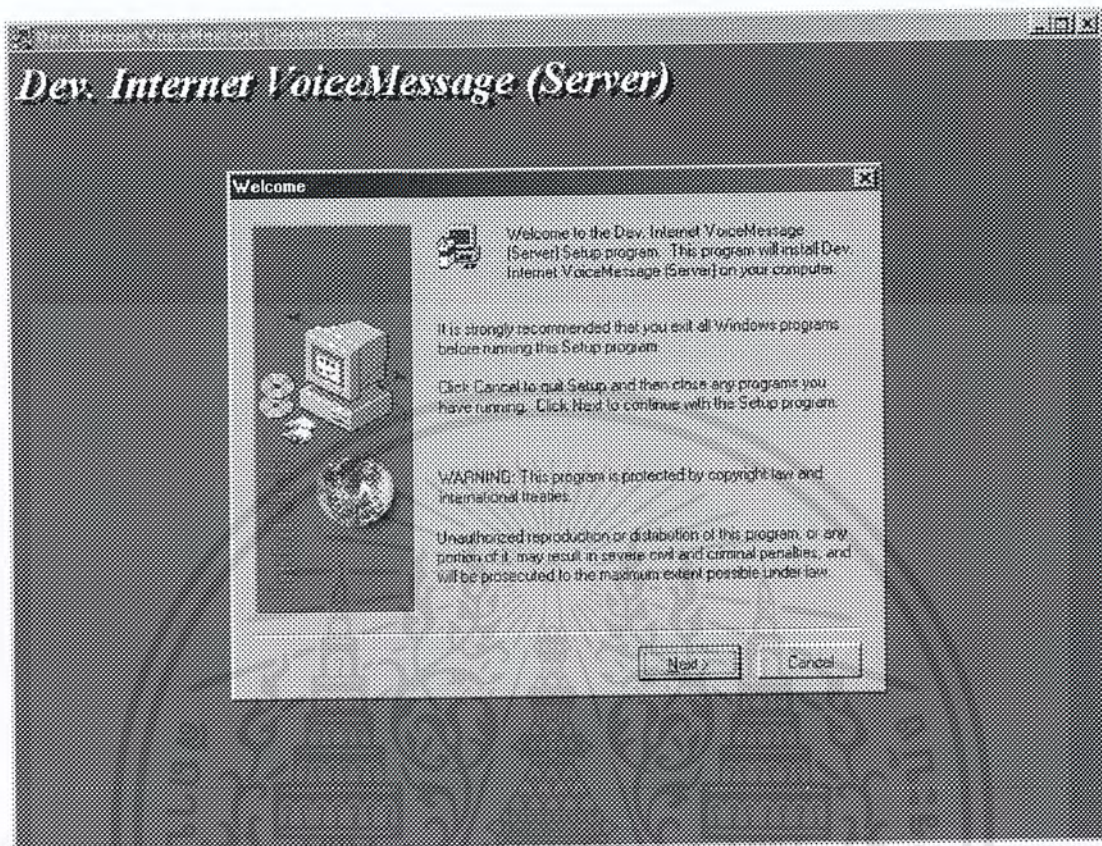 Dev. Internet VoiceMessage (Server)
Welcome
Welcome to the Dev. Internet VoiceMessage
(Server) Setup program. This program will install Dev.
Internet VoiceMessage (Server) on your computer.
It is strongly recommended that you exit all Windows programs
before running this Setup program.
Click Cancel to quit Setup and then close any programs you
have running. Click Next to continue with the Setup program.
WARNING: This program is protected by copyright law and
international treaties.
Unauthorized reproduction or distribution of this program, or any
portion of it, may result in severe civil and criminal penalties, and
will be prosecuted to the maximum extent possible under law.
Next >
Cancel